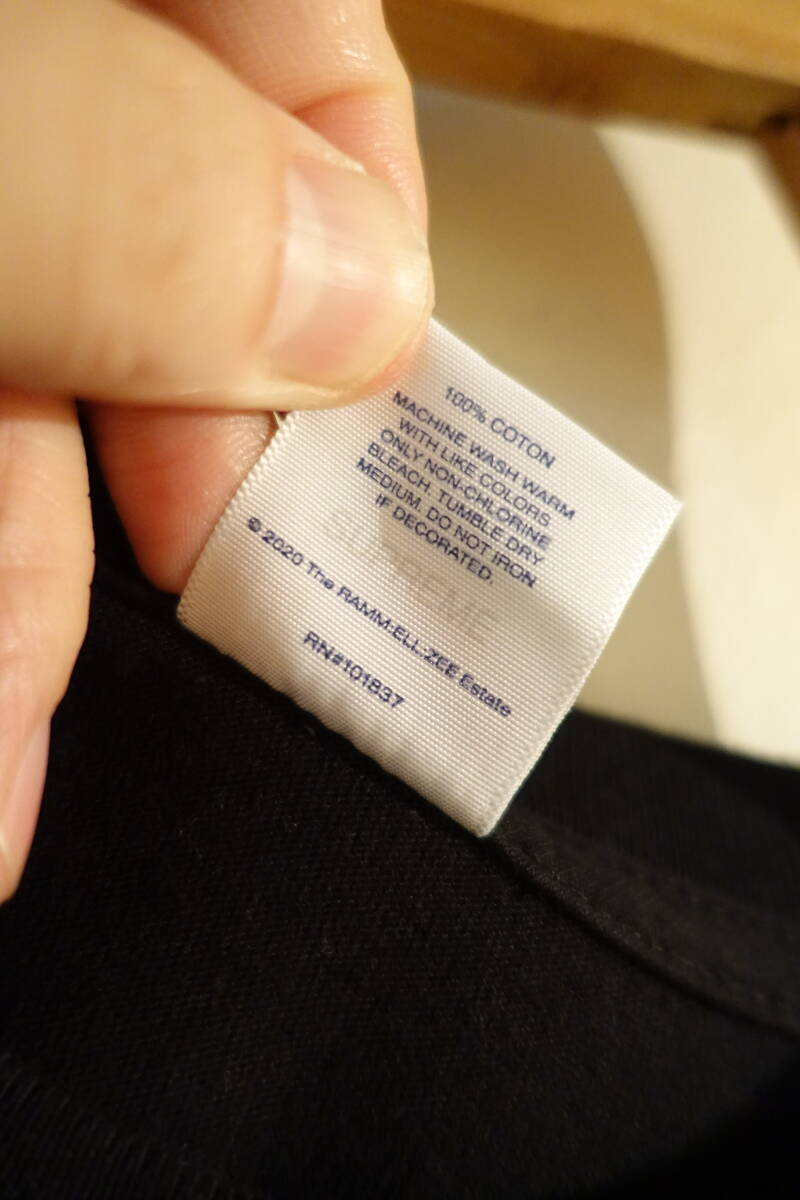 100% COTON
MACHINE WASH WARM
WITH LIKE COLORS
ONLY NON-CHLORINE
BLEACH. TUMBLE DRY
MEDIUM. DO NOT IRON
IF DECORATED.
SUPREME
© 2020 The RAMM:ELL:ZEE Estate
RN#101837